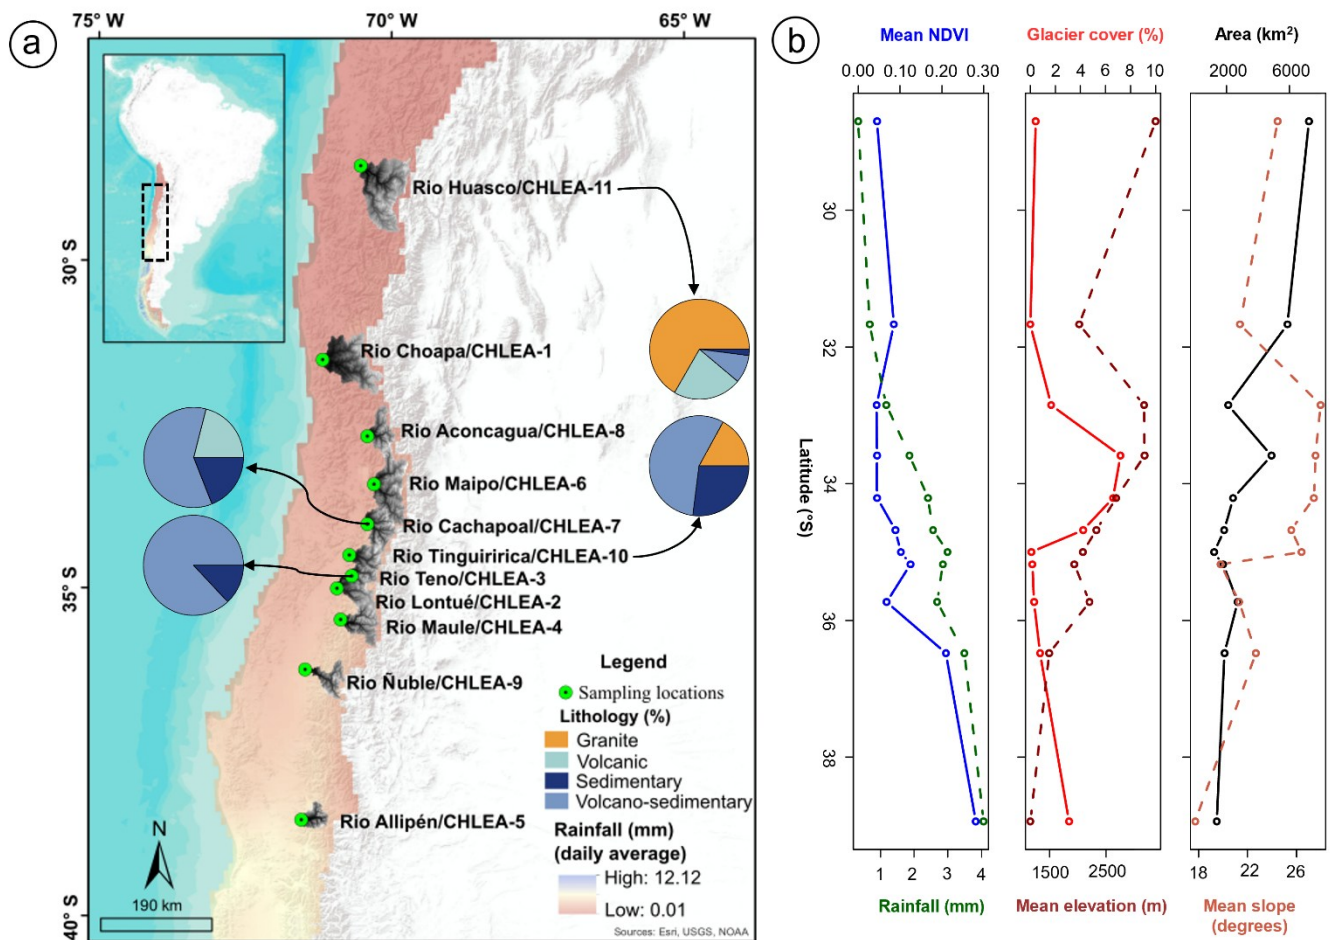 a
75°W
70°W
65°W
30° S
35° S
40° S
Rio Huasco/CHLEA-11
Rio Choapa/CHLEA-1
Rio Aconcagua/CHLEA-8
Rio Maipo/CHLEA-6
Rio Cachapoal/CHLEA-7
Rio Tinguiririca/CHLEA-10
Rio Teno/CHLEA-3
Rio Lontué/CHLEA-2
Rio Maule/CHLEA-4
Rio Ñuble/CHLEA-9
Rio Allipén/CHLEA-5
Legend
Sampling locations
Lithology (%)
Granite
Volcanic
Sedimentary
Volcano-sedimentary
Rainfall (mm)
(daily average)
High: 12.12
Low: 0.01
N
190 km
Sources: Esri, USGS, NOAA
b
Mean NDVI
0.00 0.10 0.20 0.30
Glacier cover (%)
0 2 4 6 8 10
Area (km²)
2000 6000
Latitude (°S)
30
32
34
36
38
1 2 3 4
Rainfall (mm)
1500 2500
Mean elevation (m)
18 22 26
Mean slope
(degrees)